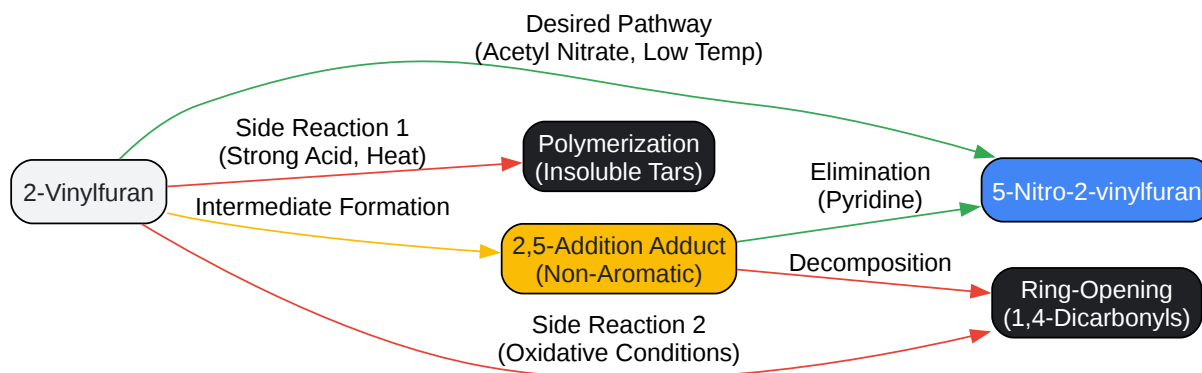 Desired Pathway
(Acetyl Nitrate, Low Temp)
Side Reaction 1
(Strong Acid, Heat)
Polymerization
(Insoluble Tars)
2-Vinylfuran
Intermediate Formation
Elimination
(Pyridine)
5-Nitro-2-vinylfuran
2,5-Addition Adduct
(Non-Aromatic)
Decomposition
Ring-Opening
(1,4-Dicarbonyls)
Side Reaction 2
(Oxidative Conditions)